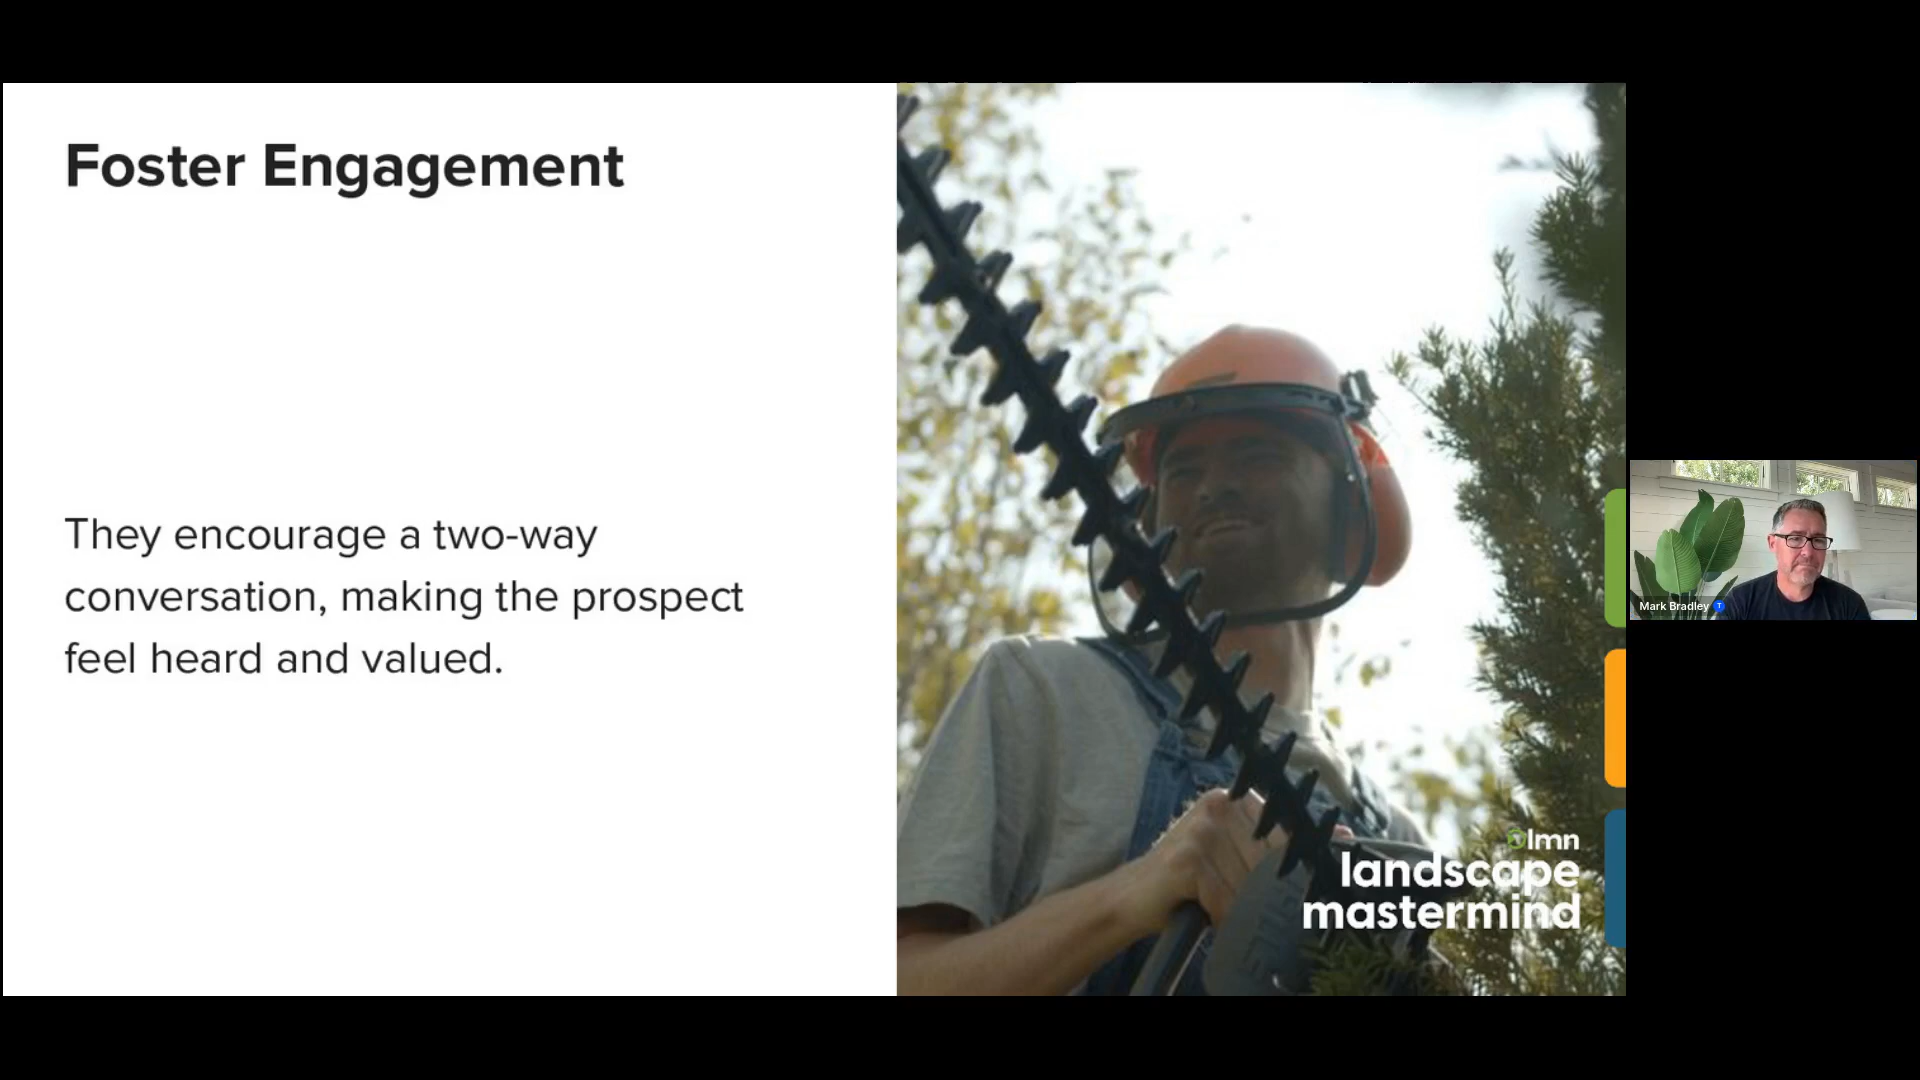 Foster Engagement
They encourage a two-way
conversation, making the prospect
feel heard and valued.
lmn
landscape
mastermind
Mark Bradley
T